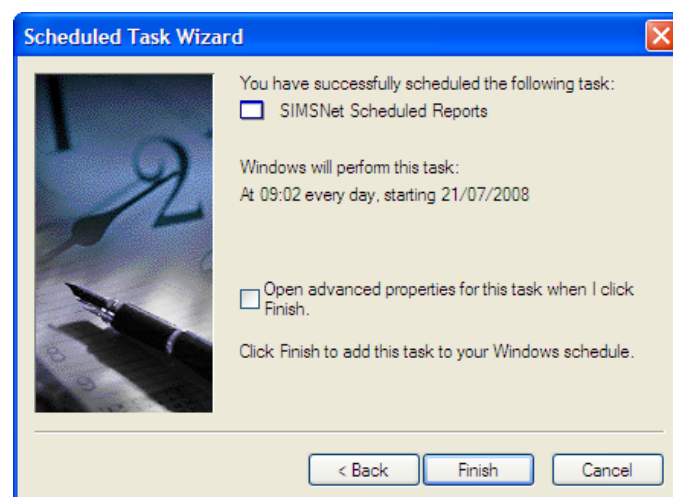 Scheduled Task Wizard
You have successfully scheduled the following task:
SIMSNet Scheduled Reports
Windows will perform this task:
At 09:02 every day, starting 21/07/2008
Open advanced properties for this task when I click
Finish.
Click Finish to add this task to your Windows schedule.
< Back
Finish
Cancel